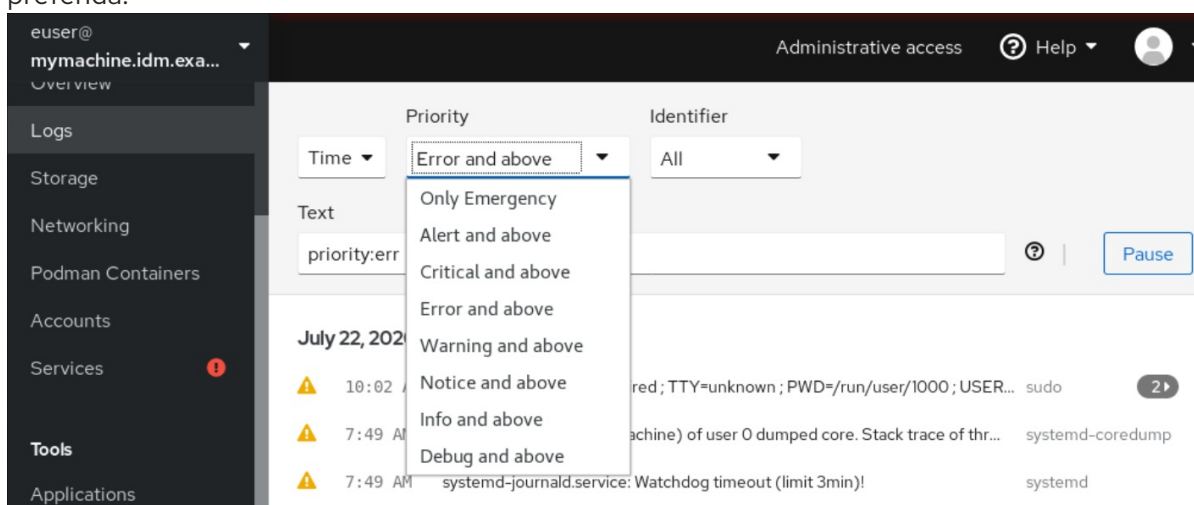 preferida.
euser@
mymachine.idm.exa...
Administrative access
Help
Overview
Logs
Storage
Networking
Podman Containers
Accounts
Services
Tools
Applications
Priority
Identifier
Time
Error and above
All
Only Emergency
Alert and above
Critical and above
Error and above
Warning and above
Notice and above
Info and above
Debug and above
Text
priority:err
Pause
July 22, 202
10:02
red ; TTY=unknown ; PWD=/run/user/1000 ; USER... sudo 2
7:49 AM
achine) of user 0 dumped core. Stack trace of thr... systemd-coredump
7:49 AM systemd-journald.service: Watchdog timeout (limit 3min)! systemd